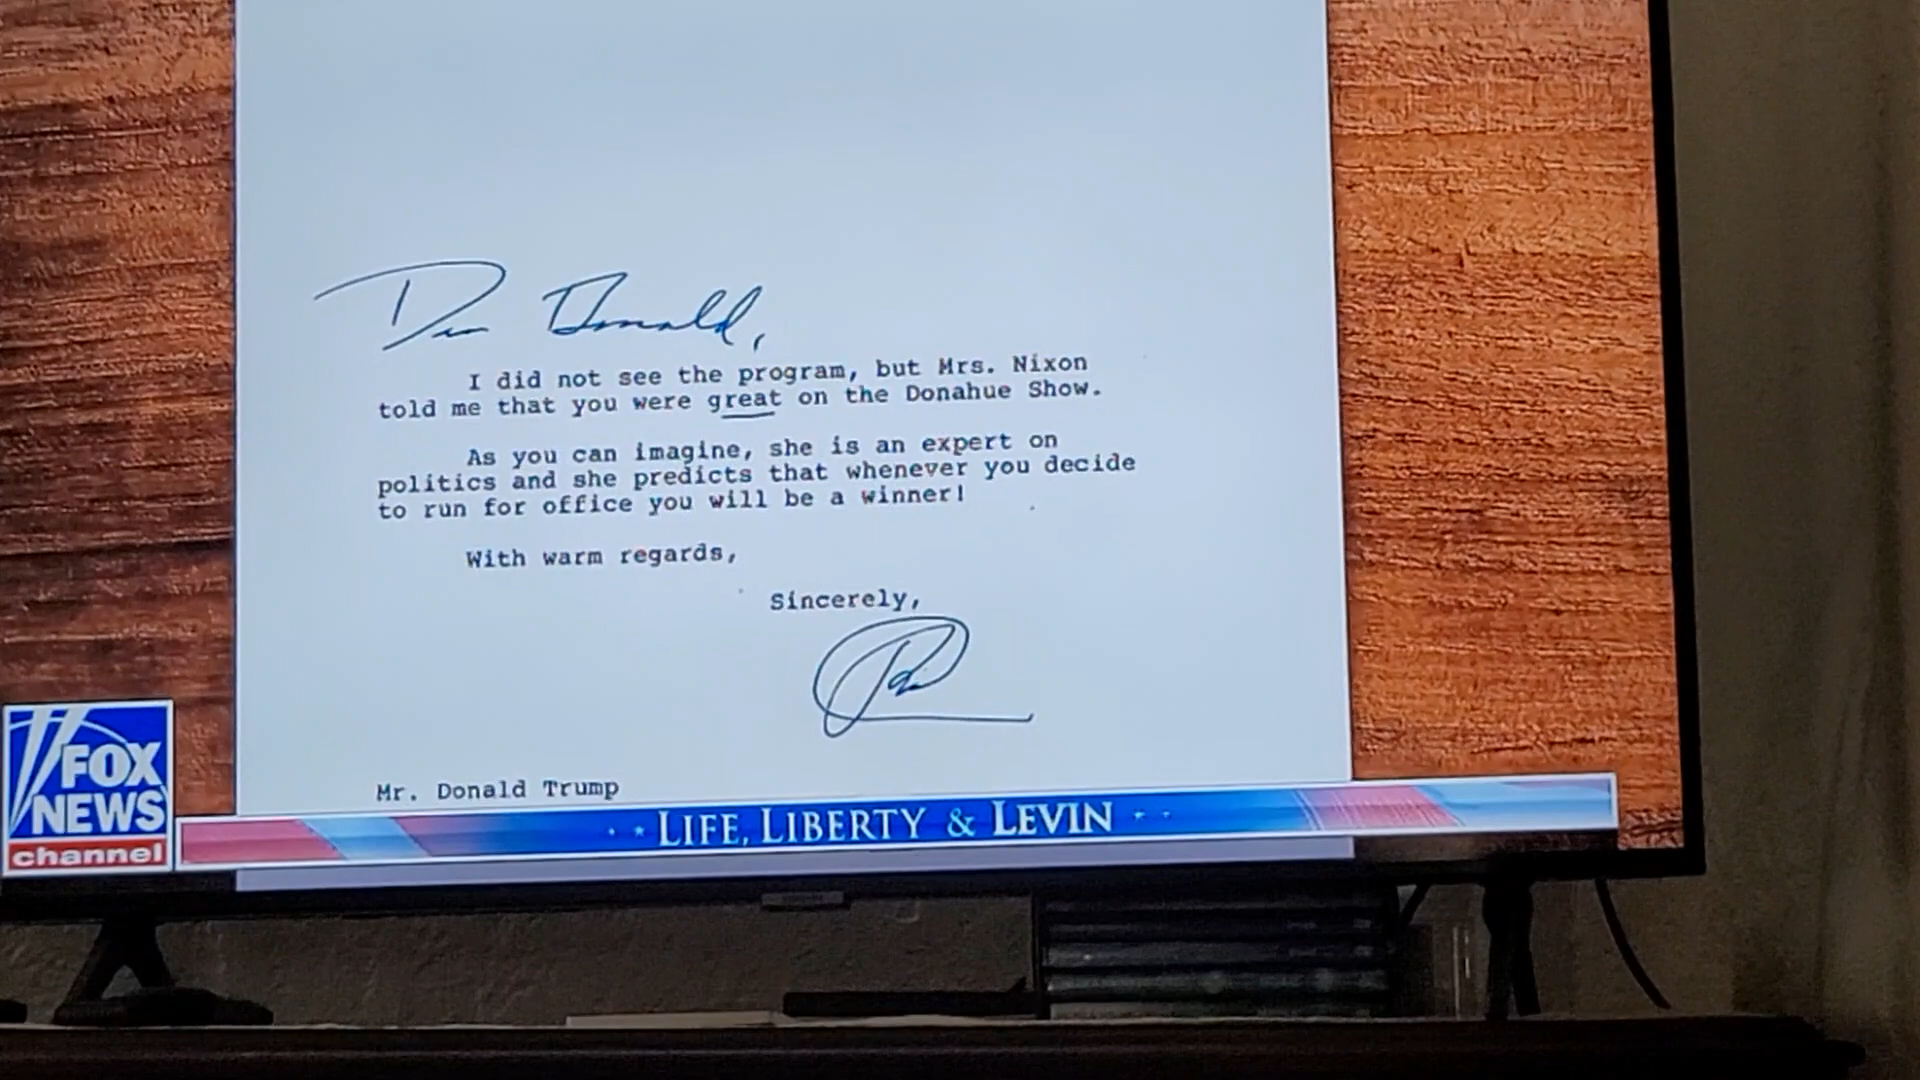 Dear Donald,
I did not see the program, but Mrs. Nixon
told me that you were great on the Donahue Show.
As you can imagine, she is an expert on
politics and she predicts that whenever you decide
to run for office you will be a winner!
With warm regards,
Sincerely,
Mr. Donald Trump
FOX
NEWS
channel
LIFE, LIBERTY & LEVIN